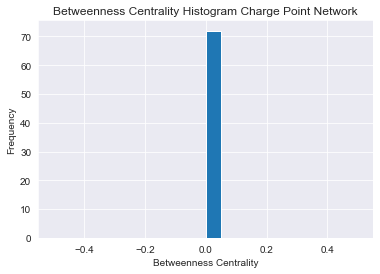 Betweenness Centrality Histogram Charge Point Network
70
60
50
40
30
20
10
0
Frequency
−0.4 −0.2 0.0 0.2 0.4
Betweenness Centrality